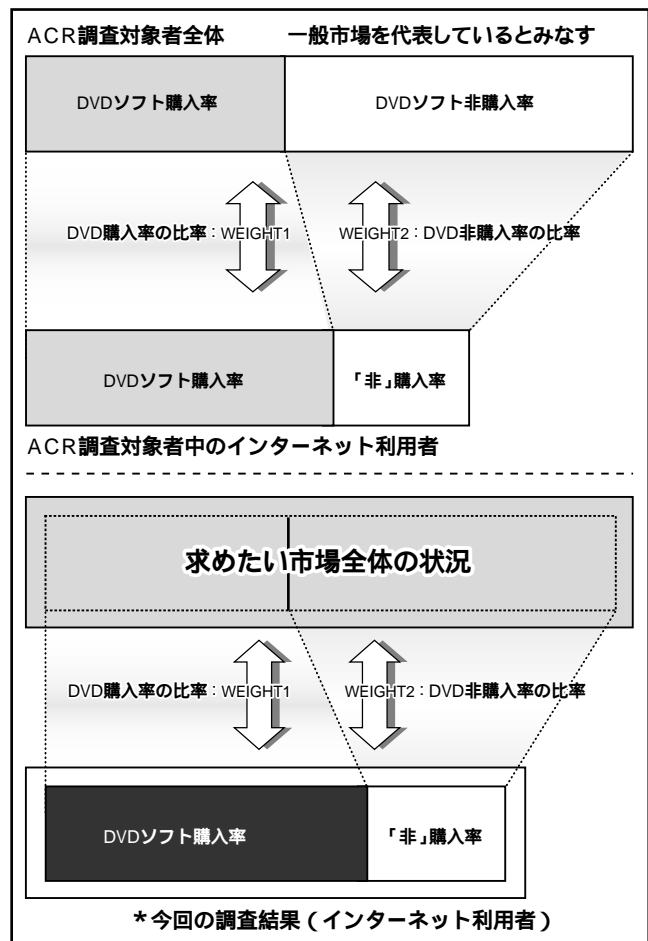 ACR調査対象者全体 一般市場を代表しているとみなす
DVDソフト購入率 DVDソフト非購入率
DVD購入率の比率：WEIGHT1 WEIGHT2：DVD非購入率の比率
DVDソフト購入率 「非」購入率
ACR調査対象者中のインターネット利用者
求めたい市場全体の状況
DVD購入率の比率：WEIGHT1 WEIGHT2：DVD非購入率の比率
DVDソフト購入率 「非」購入率
*今回の調査結果（インターネット利用者）